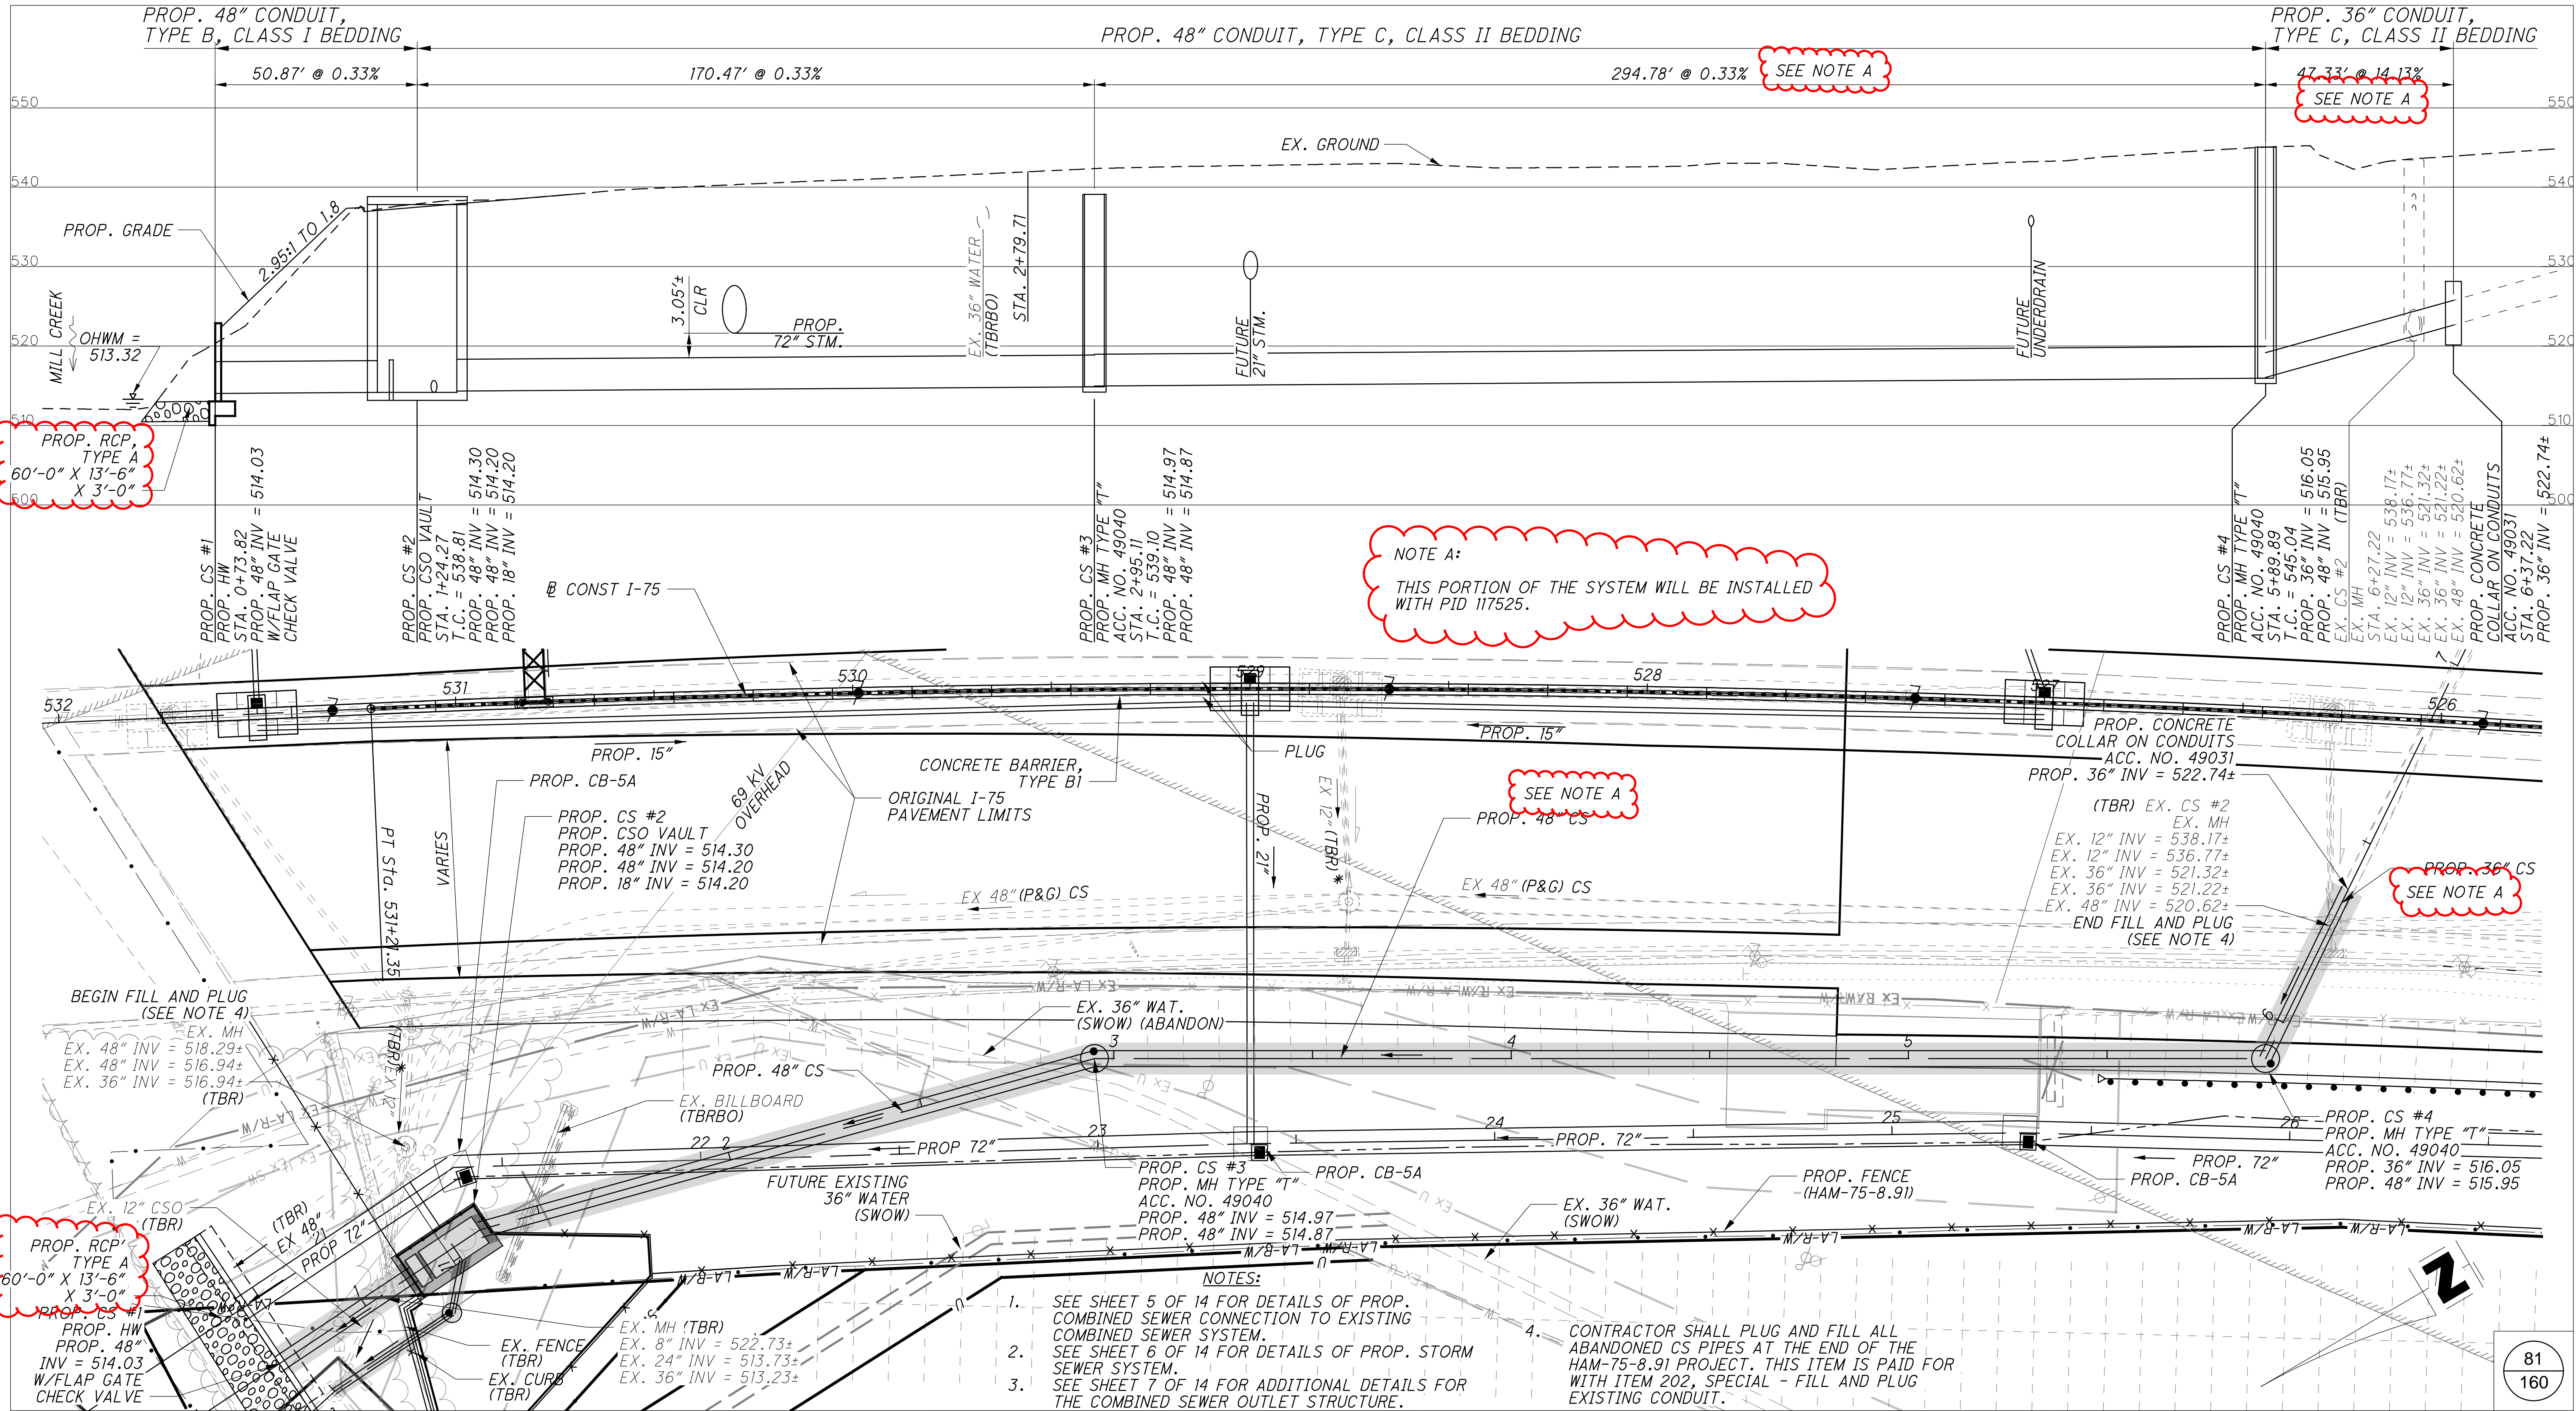 PROP. 48" CONDUIT,
TYPE B, CLASS I BEDDING
PROP. 48" CONDUIT, TYPE C, CLASS II BEDDING
PROP. 36" CONDUIT,
TYPE C, CLASS II BEDDING
50.87' @ 0.33%
170.47' @ 0.33%
294.78' @ 0.33%
SEE NOTE A
47.33' @ 14.13%
SEE NOTE A
550
550
540
540
530
530
520
520
510
510
500
500
EX. GROUND
PROP. GRADE
2.95:1 TO 1.8
MILL CREEK
OHWM =
513.32
3.05'±
CLR
PROP.
72" STM.
EX. 36" WATER
(TBRBO)
STA. 2+79.71
FUTURE
21" STM.
FUTURE
UNDERDRAIN
PROP. RCP,
TYPE A
60'-0" X 13'-6"
X 3'-0"
PROP. CS #1
PROP. HW
STA. 0+73.82
PROP. 48" INV = 514.03
W/FLAP GATE
CHECK VALVE
PROP. CS #2
PROP. CSO VAULT
STA. 1+24.27
T.C. = 538.81
PROP. 48" INV = 514.30
PROP. 48" INV = 514.20
PROP. 18" INV = 514.20
PROP. CS #3
PROP. MH TYPE "T"
ACC. NO. 49040
STA. 2+95.11
T.C. = 539.10
PROP. 48" INV = 514.97
PROP. 48" INV = 514.87
NOTE A:
THIS PORTION OF THE SYSTEM WILL BE INSTALLED
WITH PID 117525.
PROP. CS #4
PROP. MH TYPE "T"
ACC. NO. 49040
STA. 5+89.89
T.C. = 545.04
PROP. 36" INV = 516.05
PROP. 48" INV = 515.95
EX. CS #2 (TBR)
EX. MH
STA. 6+27.22
EX. 12" INV = 538.17±
EX. 12" INV = 536.77±
EX. 36" INV = 521.32±
EX. 36" INV = 521.22±
EX. 48" INV = 520.62±
PROP. CONCRETE
COLLAR ON CONDUITS
ACC. NO. 49031
STA. 6+37.22
PROP. 36" INV = 522.74±
CONST I-75
532
531
530
529
528
527
526
7
PROP. 15"
PROP. 15"
PLUG
PROP. CB-5A
CONCRETE BARRIER,
TYPE B1
ORIGINAL I-75
PAVEMENT LIMITS
69 KV
OVERHEAD
PT Sta. 531+21.35
VARIES
PROP. CS #2
PROP. CSO VAULT
PROP. 48" INV = 514.30
PROP. 48" INV = 514.20
PROP. 18" INV = 514.20
EX 48" (P&G) CS
PROP. 21"
EX 12" (TBR)*
SEE NOTE A
PROP. 48" CS
EX 48" (P&G) CS
PROP. CONCRETE
COLLAR ON CONDUITS
ACC. NO. 49031
PROP. 36" INV = 522.74±
(TBR) EX. CS #2
EX. MH
EX. 12" INV = 538.17±
EX. 12" INV = 536.77±
EX. 36" INV = 521.32±
EX. 36" INV = 521.22±
EX. 48" INV = 520.62±
END FILL AND PLUG
(SEE NOTE 4)
PROP. 36" CS
SEE NOTE A
BEGIN FILL AND PLUG
(SEE NOTE 4)
EX. MH
EX. 48" INV = 518.29±
EX. 48" INV = 516.94±
EX. 36" INV = 516.94±
(TBR)
(TBR)* EX 12"
EX LA-R/W
EX. 36" WAT.
(SWOW) (ABANDON)
PROP. 48" CS
EX. BILLBOARD
(TBRBO)
3
4
5
6
22
2
23
24
25
26
PROP 72"
PROP. 72"
PROP. 72"
PROP. CS #3
PROP. MH TYPE "T"
ACC. NO. 49040
PROP. 48" INV = 514.97
PROP. 48" INV = 514.87
PROP. CB-5A
PROP. FENCE
(HAM-75-8.91)
PROP. CB-5A
PROP. CS #4
PROP. MH TYPE "T"
ACC. NO. 49040
PROP. 36" INV = 516.05
PROP. 48" INV = 515.95
FUTURE EXISTING
36" WATER
(SWOW)
EX. 36" WAT.
(SWOW)
LA-R/W
LA-R/W
LA-R/W
EX. 12" CSO
(TBR)
(TBR)
EX 48"
21
PROP 72"
PROP. RCP'
TYPE A
60'-0" X 13'-6"
X 3'-0"
PROP. CS #1
PROP. HW
PROP. 48"
INV = 514.03
W/FLAP GATE
CHECK VALVE
1
EX. FENCE
(TBR)
EX. CURB
(TBR)
EX. MH (TBR)
EX. 8" INV = 522.73±
EX. 24" INV = 513.73±
EX. 36" INV = 513.23±
NOTES:
1. SEE SHEET 5 OF 14 FOR DETAILS OF PROP.
COMBINED SEWER CONNECTION TO EXISTING
COMBINED SEWER SYSTEM.
2. SEE SHEET 6 OF 14 FOR DETAILS OF PROP. STORM
SEWER SYSTEM.
3. SEE SHEET 7 OF 14 FOR ADDITIONAL DETAILS FOR
THE COMBINED SEWER OUTLET STRUCTURE.
4. CONTRACTOR SHALL PLUG AND FILL ALL
ABANDONED CS PIPES AT THE END OF THE
HAM-75-8.91 PROJECT. THIS ITEM IS PAID FOR
WITH ITEM 202, SPECIAL - FILL AND PLUG
EXISTING CONDUIT.
N
81
160